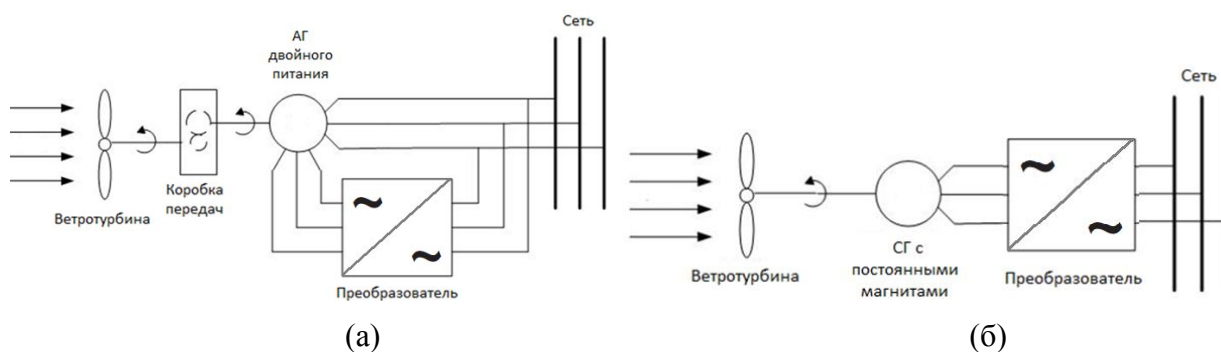 Сеть
АГ
двойного
питания
Коробка
передач
Ветротурбина
Преобразователь
(а)
Сеть
Ветротурбина
СГ с
постоянными
магнитами
Преобразователь
(б)